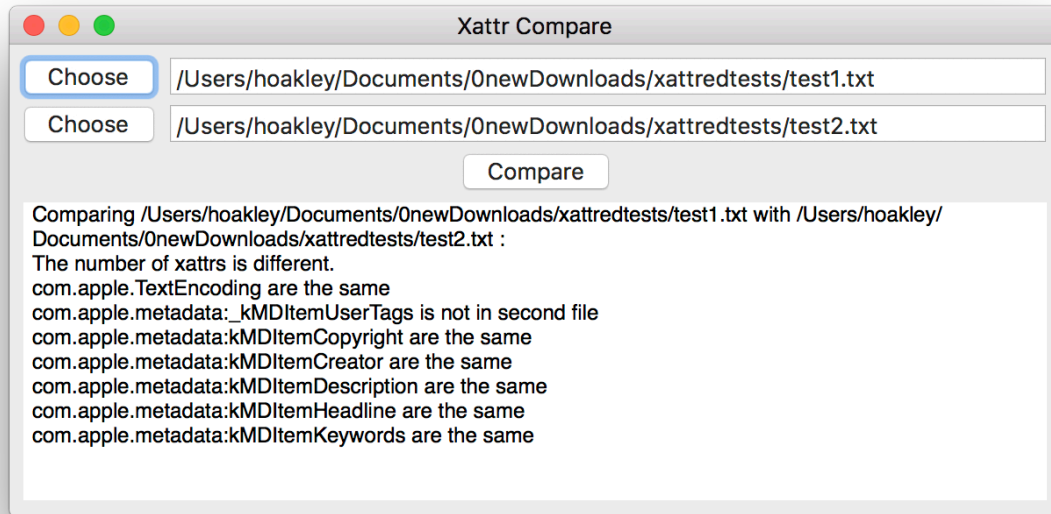 Xattr Compare
Choose
/Users/hoakley/Documents/0newDownloads/xattredtests/test1.txt
Choose
/Users/hoakley/Documents/0newDownloads/xattredtests/test2.txt
Compare
Comparing /Users/hoakley/Documents/0newDownloads/xattredtests/test1.txt with /Users/hoakley/
Documents/0newDownloads/xattredtests/test2.txt :
The number of xattrs is different.
com.apple.TextEncoding are the same
com.apple.metadata:_kMDItemUserTags is not in second file
com.apple.metadata:kMDItemCopyright are the same
com.apple.metadata:kMDItemCreator are the same
com.apple.metadata:kMDItemDescription are the same
com.apple.metadata:kMDItemHeadline are the same
com.apple.metadata:kMDItemKeywords are the same